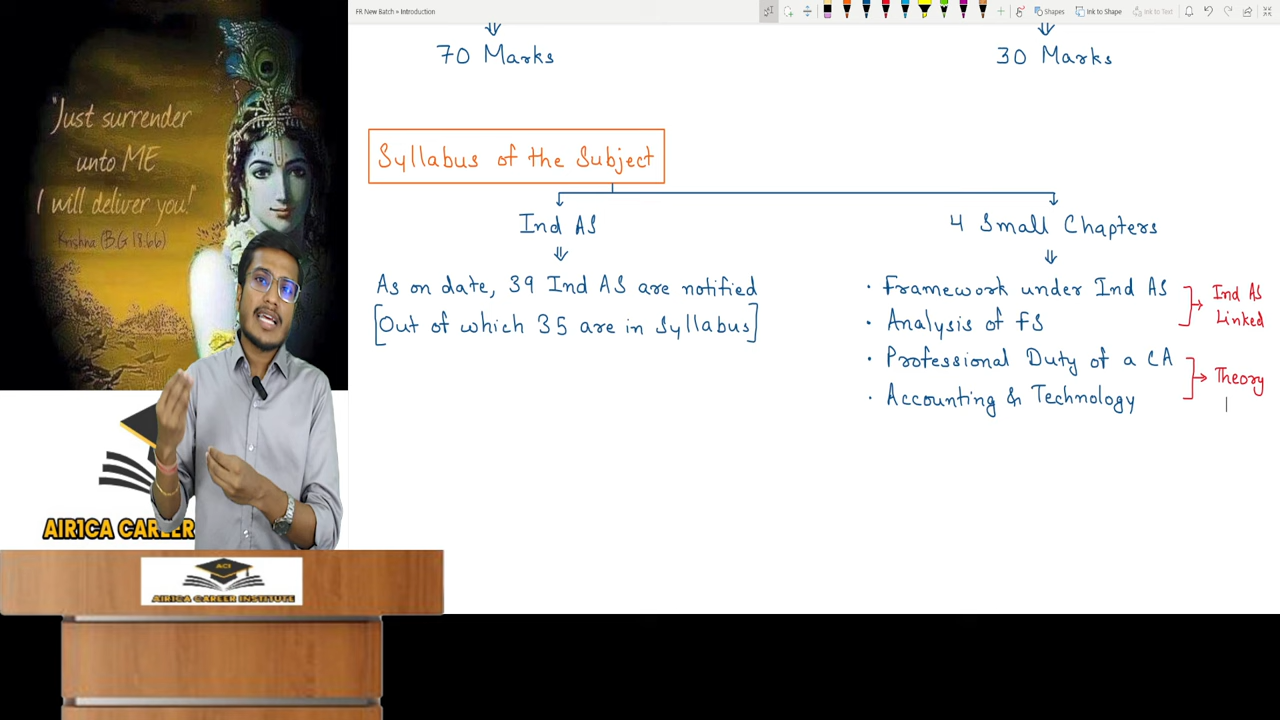 FR New Batch » Introduction
Shapes
Ink to Shape
Ink to Text
70 Marks
30 Marks
"Just surrender
unto ME
I will deliver you!"
Krishna (BG 18:66)
Syllabus of the Subject
Ind AS
4 Small Chapters
As on date, 39 Ind AS are notified
[Out of which 35 are in Syllabus]
· Framework under Ind AS
· Analysis of FS
Ind AS
Linked
· Professional Duty of a CA
· Accounting & Technology
Theory
AIR1CA CAREER
ACI
AIR1CA CAREER INSTITUTE